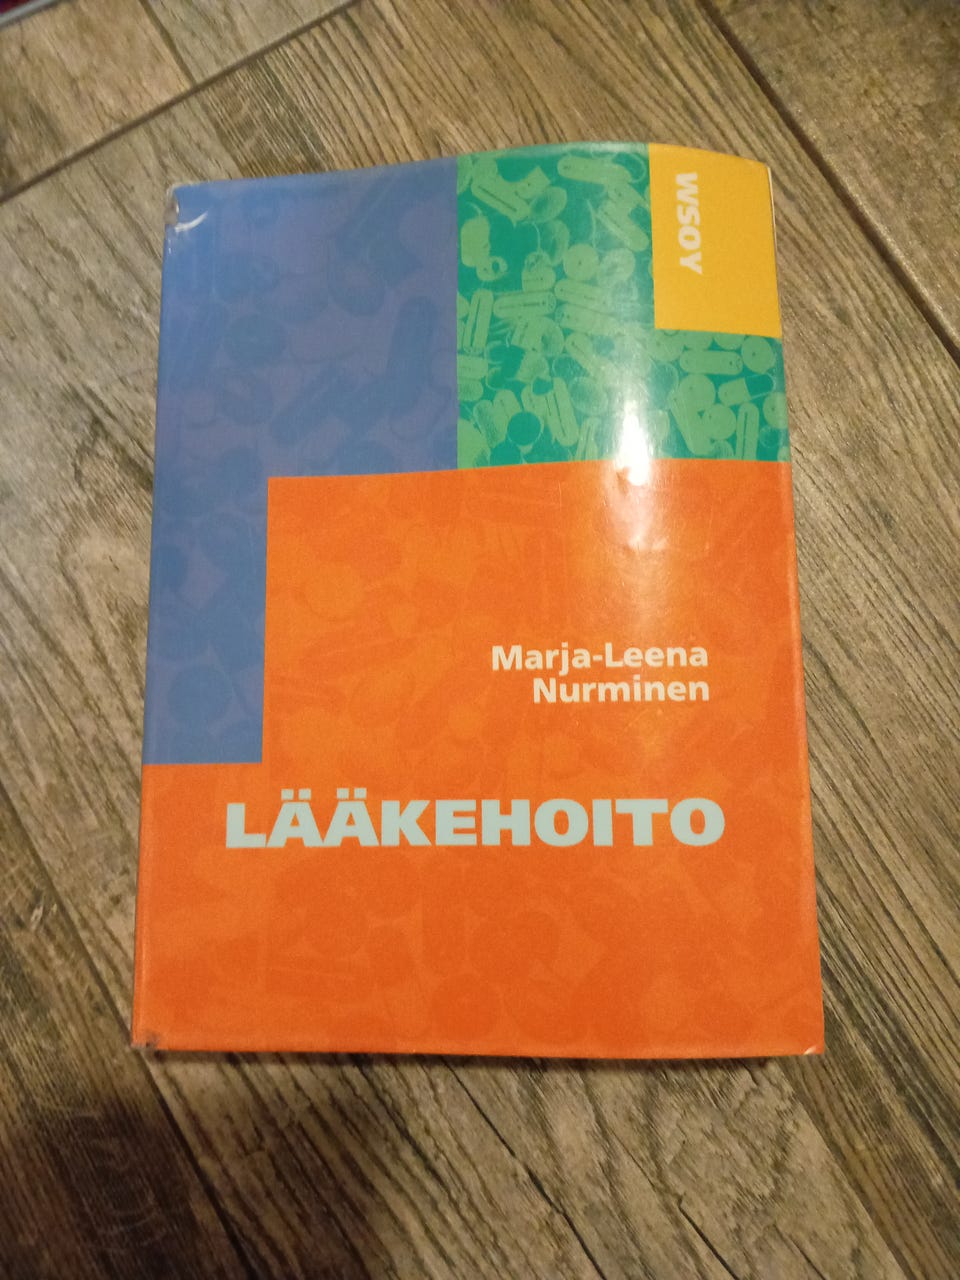 WSOY
Marja-Leena
Nurminen
LÄÄKEHOITO